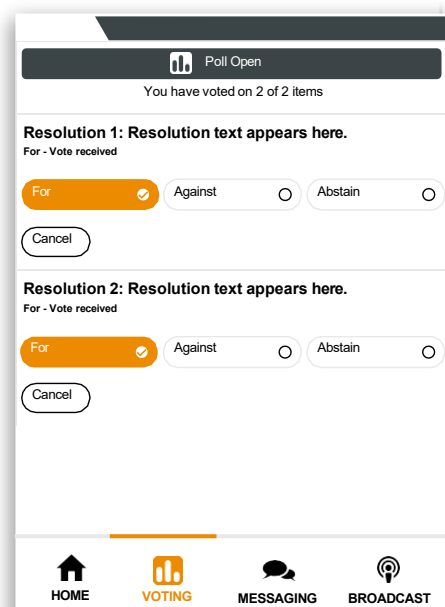 Poll Open
You have voted on 2 of 2 items
Resolution 1: Resolution text appears here.
For - Vote received
For Against Abstain
Cancel
Resolution 2: Resolution text appears here.
For - Vote received
For Against Abstain
Cancel
HOME VOTING MESSAGING BROADCAST